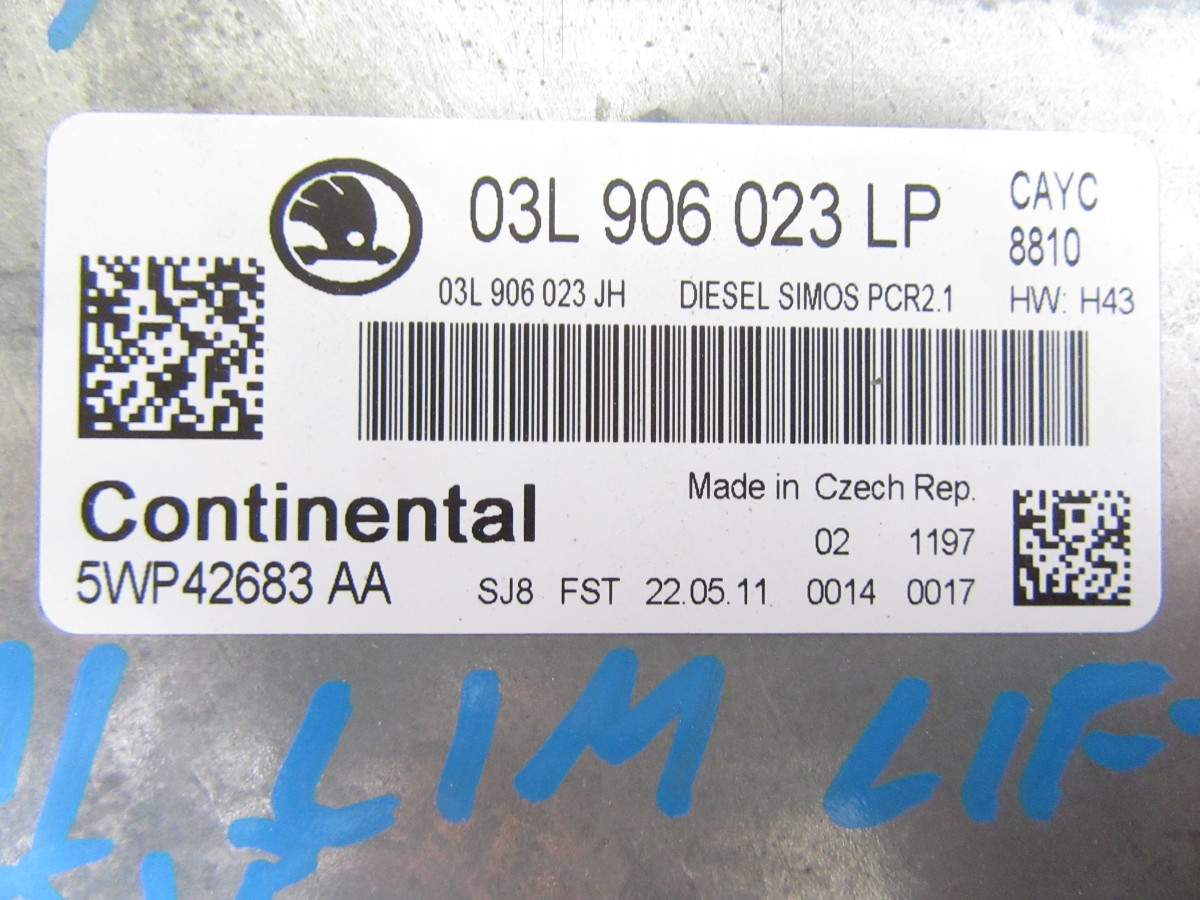 03L 906 023 LP
CAYC
8810
03L 906 023 JH DIESEL SIMOS PCR2.1 HW: H43
Continental
Made in Czech Rep.
02 1197
5WP42683 AA SJ8 FST 22.05.11 0014 0017